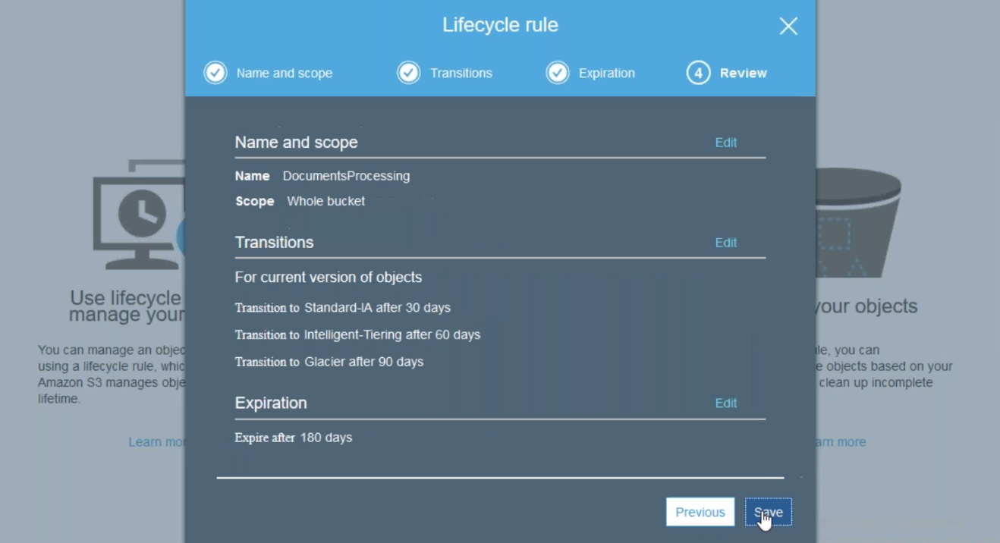 Lifecycle rule
Name and scope
Transitions
Expiration
4 Review
Name and scope
Edit
Name DocumentsProcessing
Scope Whole bucket
Transitions
Edit
For current version of objects
Transition to Standard-IA after 30 days
Transition to Intelligent-Tiering after 60 days
Transition to Glacier after 90 days
Expiration
Edit
Expire after 180 days
Previous
Save
Use lifecycle
manage your
You can manage an objec
using a lifecycle rule, whic
Amazon S3 manages obje
lifetime.
Learn mo
your objects
le, you can
e objects based on your
clean up incomplete
arn more